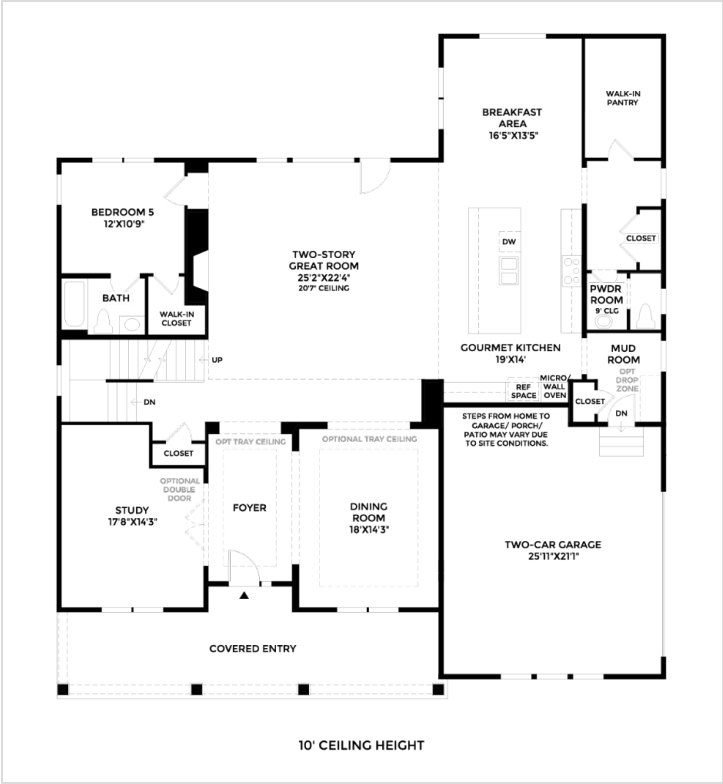 BREAKFAST
AREA
16'5"X13'5"
WALK-IN
PANTRY
BEDROOM 5
12'X10'9"
TWO-STORY
GREAT ROOM
25'2"X22'4"
20'7" CEILING
DW
CLOSET
BATH
WALK-IN
CLOSET
PWDR
ROOM
9' CLG
UP
GOURMET KITCHEN
19'X14'
MUD
ROOM
OPT
DROP
ZONE
MICRO/
WALL
OVEN
REF
SPACE
CLOSET
DN
DN
STEPS FROM HOME TO
GARAGE/ PORCH/
PATIO MAY VARY DUE
TO SITE CONDITIONS.
OPT TRAY CEILING
OPTIONAL TRAY CEILING
CLOSET
OPTIONAL
DOUBLE
DOOR
STUDY
17'8"X14'3"
FOYER
DINING
ROOM
18'X14'3"
TWO-CAR GARAGE
25'11"X21'1"
COVERED ENTRY
10' CEILING HEIGHT